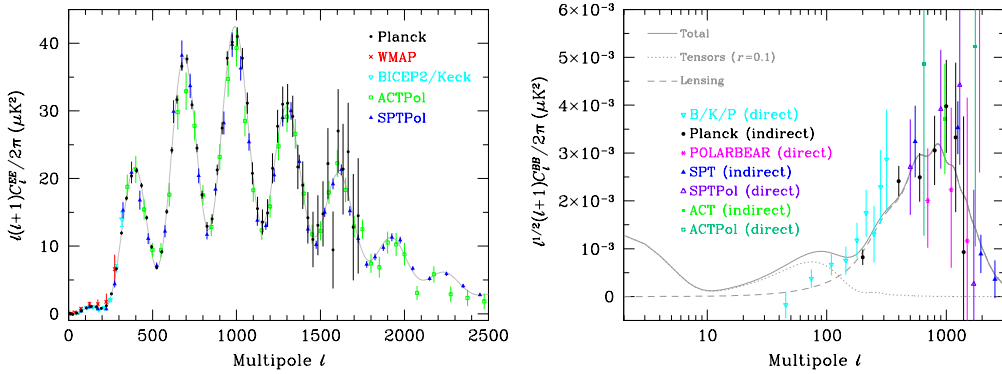 ℓ(ℓ+1)C_ℓ^EE/2π (μK²)
40
30
20
10
0
Planck
WMAP
BICEP2/Keck
ACTPol
SPTPol
0 500 1000 1500 2000 2500
Multipole ℓ
ℓ^1/2(ℓ+1)C_ℓ^BB/2π (μK²)
6×10⁻³
5×10⁻³
4×10⁻³
3×10⁻³
2×10⁻³
10⁻³
0
Total
Tensors (r=0.1)
Lensing
B/K/P (direct)
Planck (indirect)
POLARBEAR (direct)
SPT (indirect)
SPTPol (direct)
ACT (indirect)
ACTPol (direct)
10 100 1000
Multipole ℓ